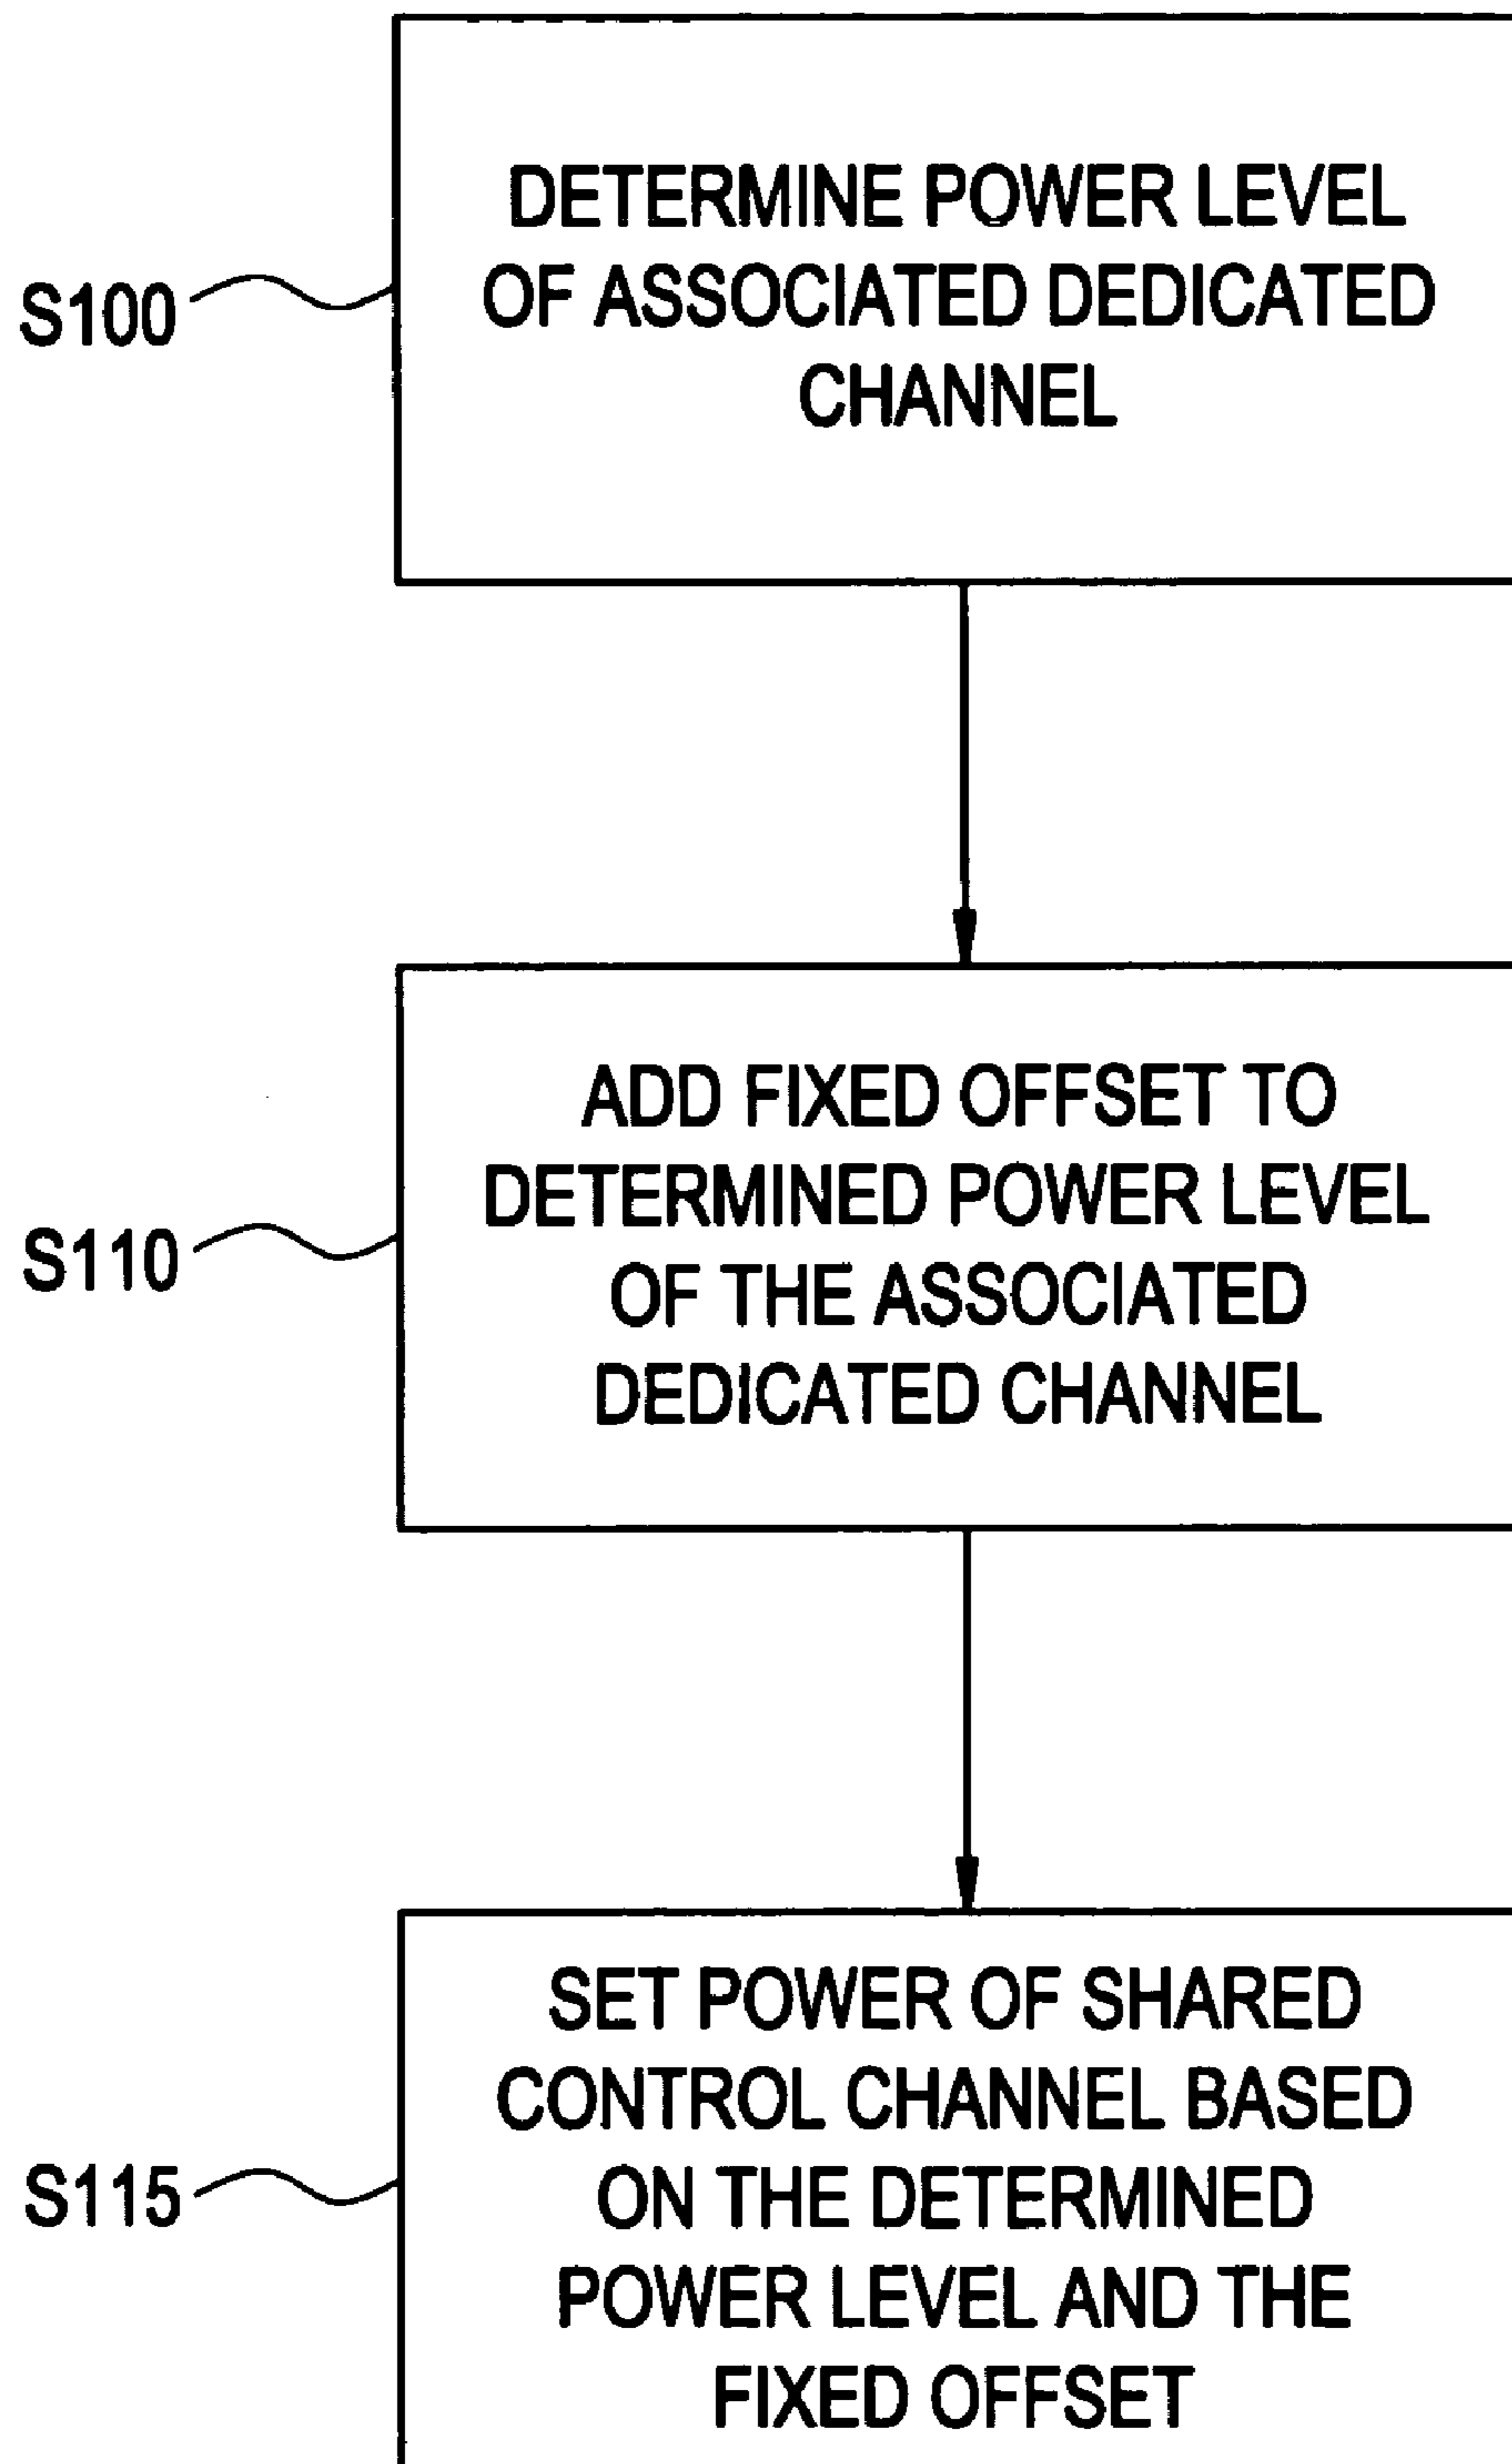 DETERMINE POWER LEVEL
OF ASSOCIATED DEDICATED
CHANNEL
S100
ADD FIXED OFFSET TO
DETERMINED POWER LEVEL
OF THE ASSOCIATED
DEDICATED CHANNEL
S110
SET POWER OF SHARED
CONTROL CHANNEL BASED
ON THE DETERMINED
POWER LEVEL AND THE
FIXED OFFSET
S115